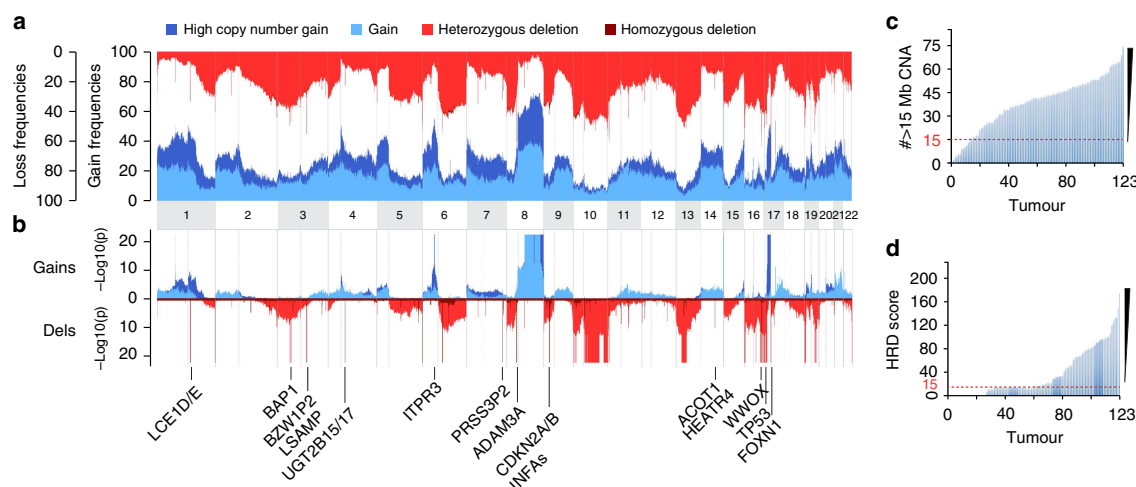 a
High copy number gain
Gain
Heterozygous deletion
Homozygous deletion
Loss frequencies
0
20
40
60
80
100
Gain frequencies
100
80
60
40
20
0
1 2 3 4 5 6 7 8 9 10 11 12 13 14 15 16 17 18 19 20 21 22
b
Gains
Dels
–Log10(p)
–Log10(p)
20
10
0
10
20
LCE1D/E
BAP1
BZW1P2
LSAMP
UGT2B15/17
ITPR3
PRSS3P2
ADAM3A
CDKN2A/B
INFAs
ACOT1
HEATR4
WWOX
TP53
FOXN1
c
#>15 Mb CNA
75
60
45
30
15
0
0 40 80 123
Tumour
d
HRD score
200
160
120
80
40
15
0
0 40 80 123
Tumour